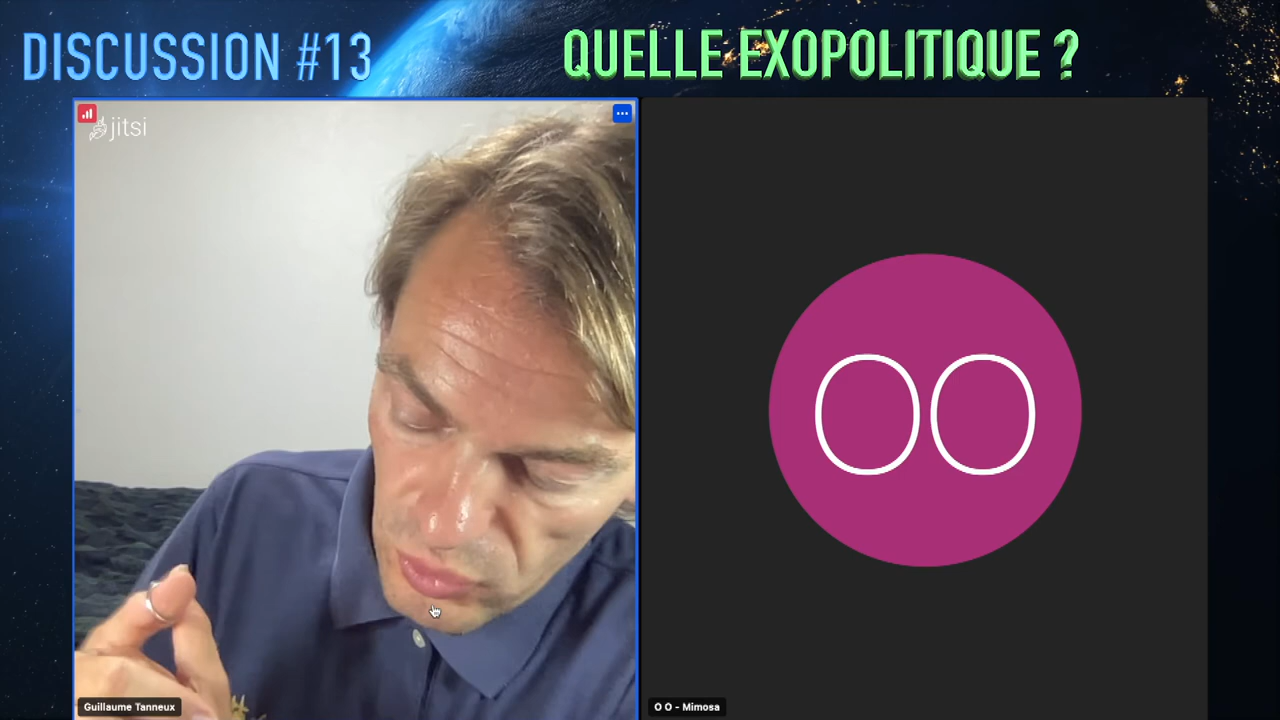 DISCUSSION #13
QUELLE EXOPOLITIQUE ?
jitsi
OO
Guillaume Tanneux
O O - Mimosa